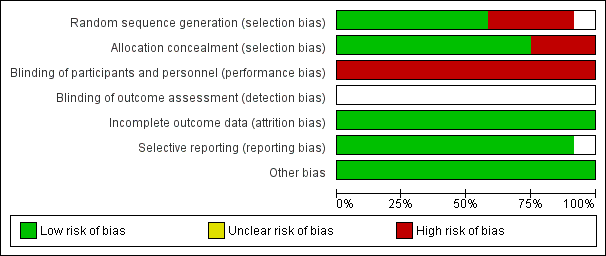 Random sequence generation (selection bias)
Allocation concealment (selection bias)
Blinding of participants and personnel (performance bias)
Blinding of outcome assessment (detection bias)
Incomplete outcome data (attrition bias)
Selective reporting (reporting bias)
Other bias
0% 25% 50% 75% 100%
Low risk of bias Unclear risk of bias High risk of bias